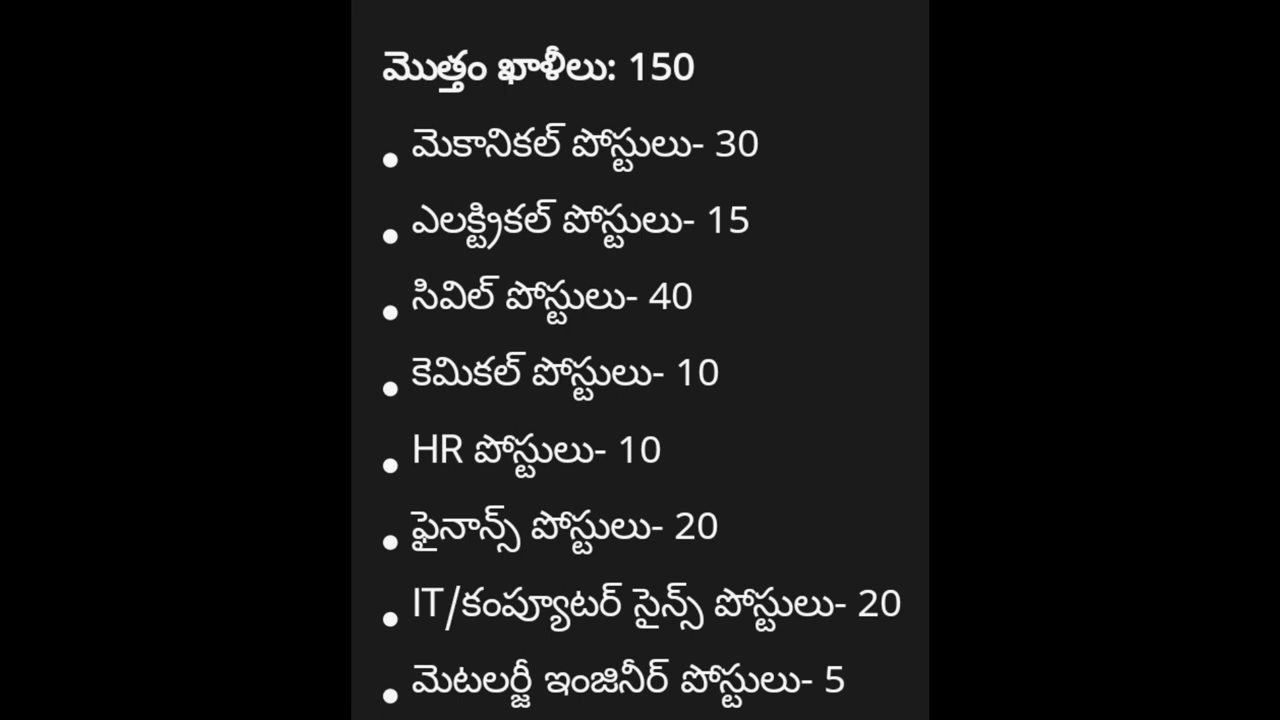 మొత్తం ఖాళీలు: 150
• మెకానికల్ పోస్టులు- 30
• ఎలక్ట్రికల్ పోస్టులు- 15
• సివిల్ పోస్టులు- 40
• కెమికల్ పోస్టులు- 10
• HR పోస్టులు- 10
• ఫైనాన్స్ పోస్టులు- 20
• IT/కంప్యూటర్ సైన్స్ పోస్టులు- 20
• మెటలర్జీ ఇంజినీర్ పోస్టులు- 5